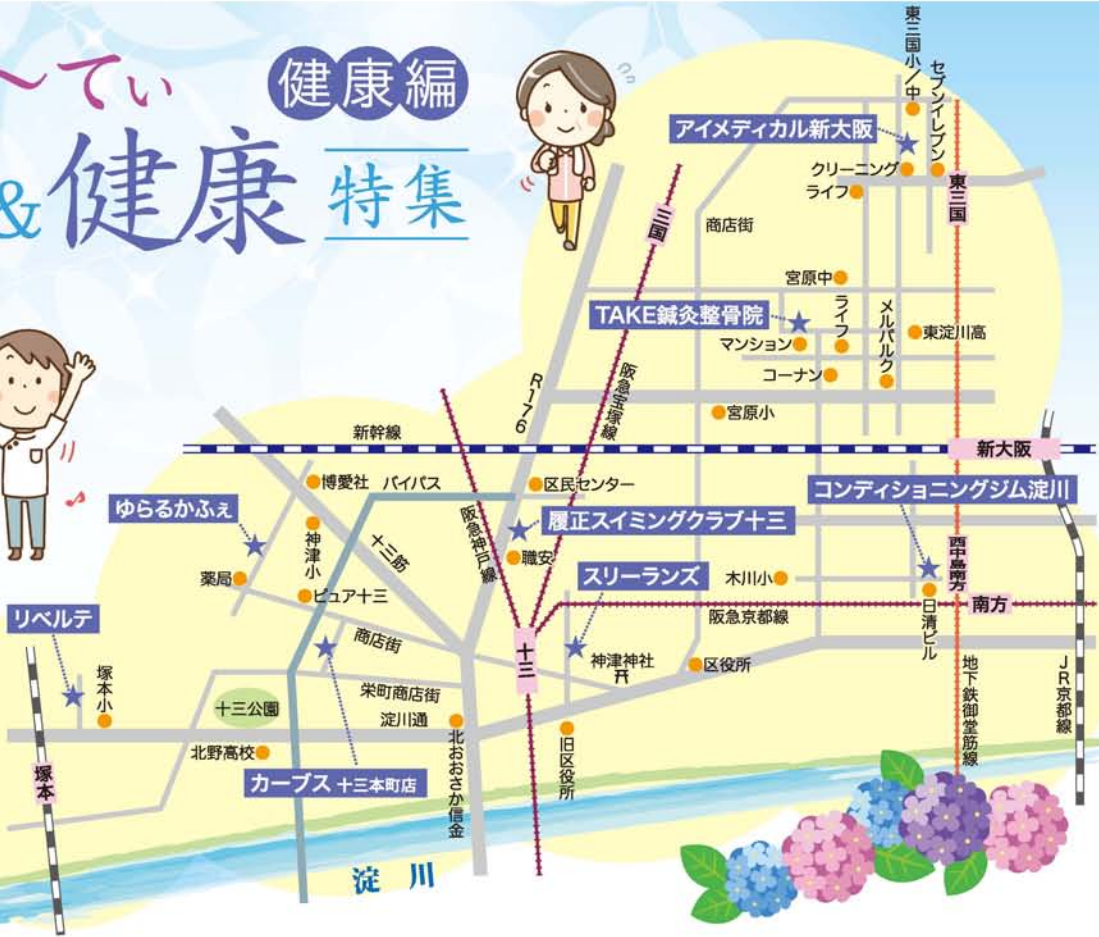 〜てぃ
健康編
&健康
特集
東三国小/中
セブンイレブン
アイメディカル新大阪
クリーニング
ライフ
東三国
三国
商店街
宮原中
TAKE鍼灸整骨院
ライフ
メルパルク
東淀川高
マンション
コーナン
R176
阪急宝塚線
宮原小
新幹線
新大阪
博愛社
バイパス
区民センター
コンディショニングジム淀川
ゆらるかふぇ
阪急神戸線
履正スイミングクラブ十三
神津小
十三筋
職安
西中島南方
薬局
スリーランズ
木川小
ピュア十三
南方
リベルテ
阪急京都線
日清ビル
商店街
十三
神津神社
区役所
地下鉄御堂筋線
JR京都線
塚本小
栄町商店街
十三公園
淀川通
北野高校
旧区役所
北おおさか信金
塚本
カーブス 十三本町店
淀川